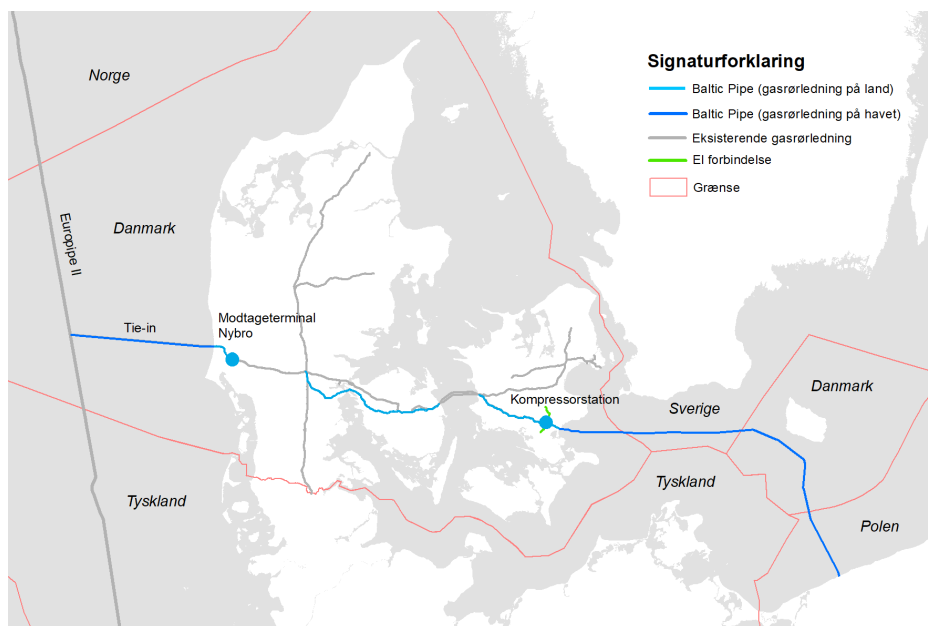 Norge
Signaturforklaring
Baltic Pipe (gasrørledning på land)
Baltic Pipe (gasrørledning på havet)
Eksisterende gasrørledning
El forbindelse
Grænse
Europipe II
Danmark
Tie-in
Modtageterminal
Nybro
Kompressorstation
Sverige
Danmark
Tyskland
Tyskland
Polen